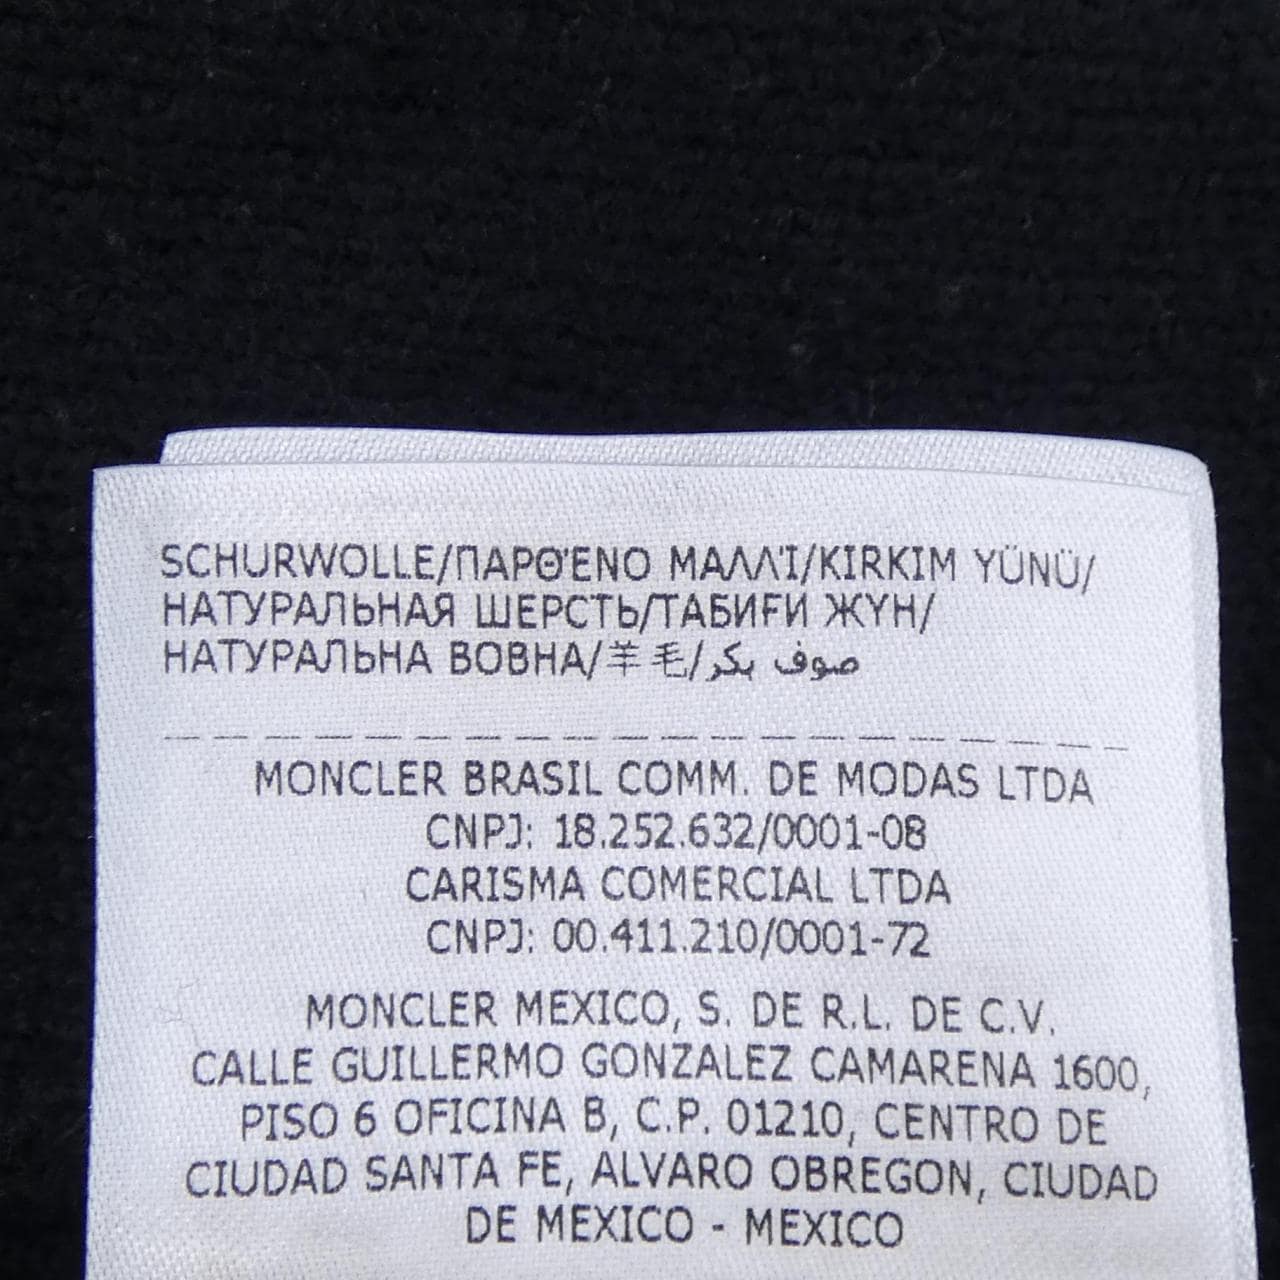 SCHURWOLLE/ΠΑΡΘΈΝΟ ΜΑΛΛΊ/KIRKIM YÜNÜ/
НАТУРАЛЬНАЯ ШЕРСТЬ/ТАБИҒИ ЖҮН/
НАТУРАЛЬНА ВОВНА/羊毛/صوف بكر
MONCLER BRASIL COMM. DE MODAS LTDA
CNPJ: 18.252.632/0001-08
CARISMA COMERCIAL LTDA
CNPJ: 00.411.210/0001-72
MONCLER MEXICO, S. DE R.L. DE C.V.
CALLE GUILLERMO GONZALEZ CAMARENA 1600,
PISO 6 OFICINA B, C.P. 01210, CENTRO DE
CIUDAD SANTA FE, ALVARO OBREGON, CIUDAD
DE MEXICO - MEXICO